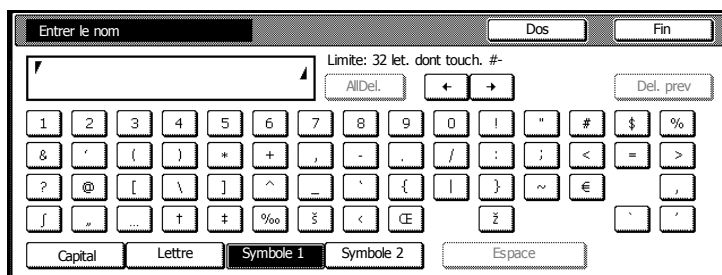 Entrer le nom Dos Fin
Limite: 32 let. dont touch. #-
AllDel. ← → Del. prev
1 2 3 4 5 6 7 8 9 0 ! " # $ %
& ´ ( ) * + , - . / : ; < = >
? @ [ \ ] ^ _ ` { | } ~ € ,
ʃ „ … † ‡ ‰ š ‹ Œ ž ` ´
Capital Lettre Symbole 1 Symbole 2 Espace